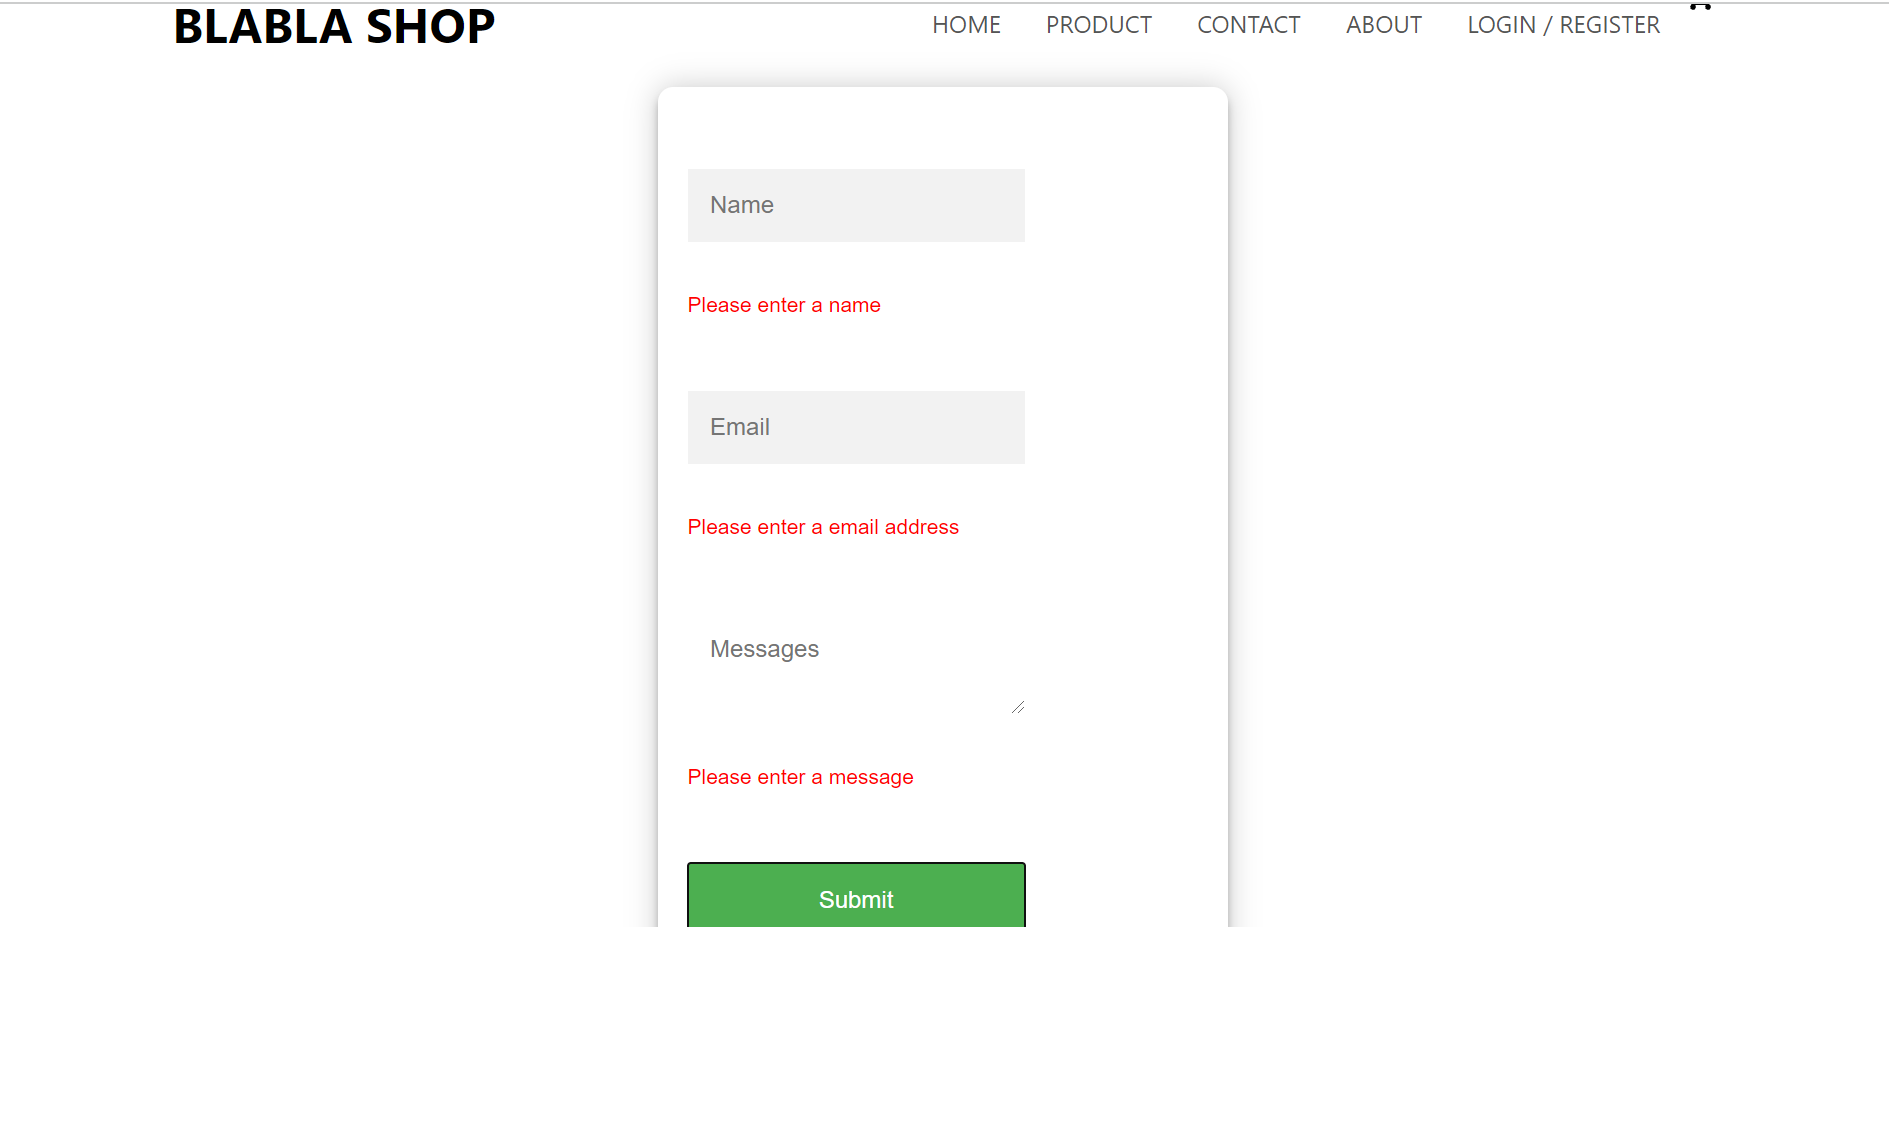 BLABLA SHOP
HOME PRODUCT CONTACT ABOUT LOGIN / REGISTER
Name
Please enter a name
Email
Please enter a email address
Messages
Please enter a message
Submit